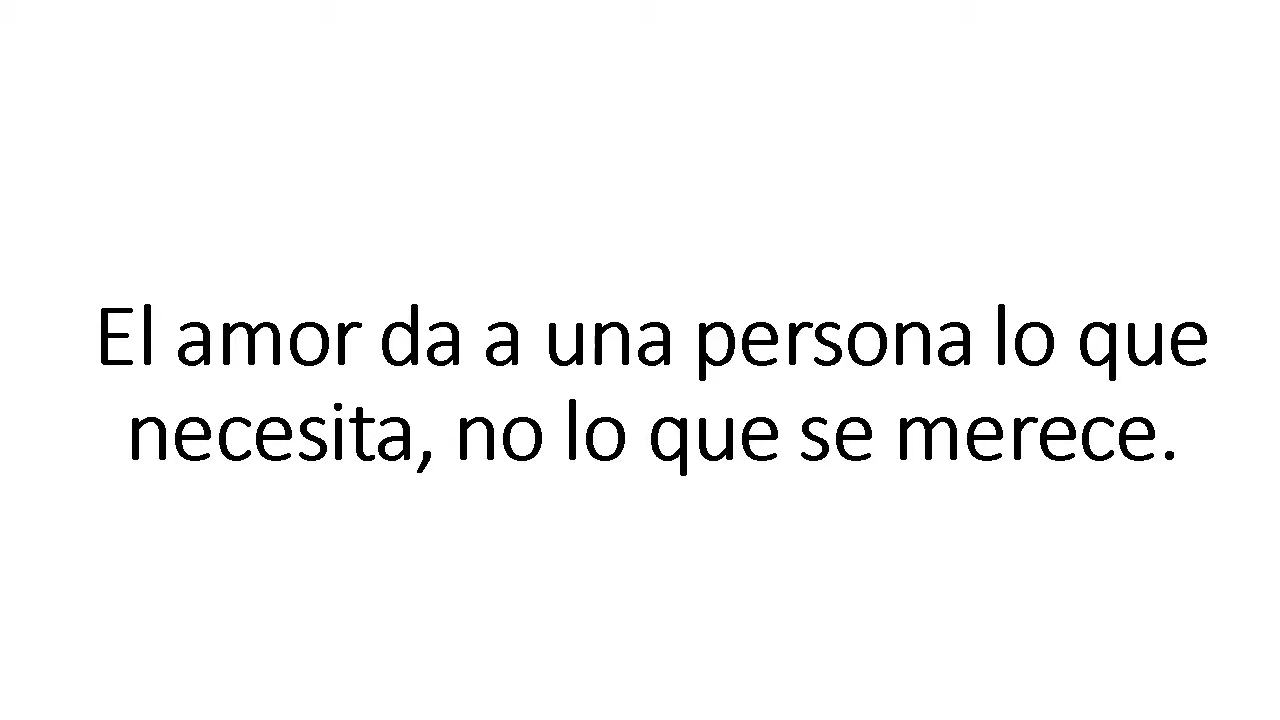 El amor da a una persona lo que
necesita, no lo que se merece.